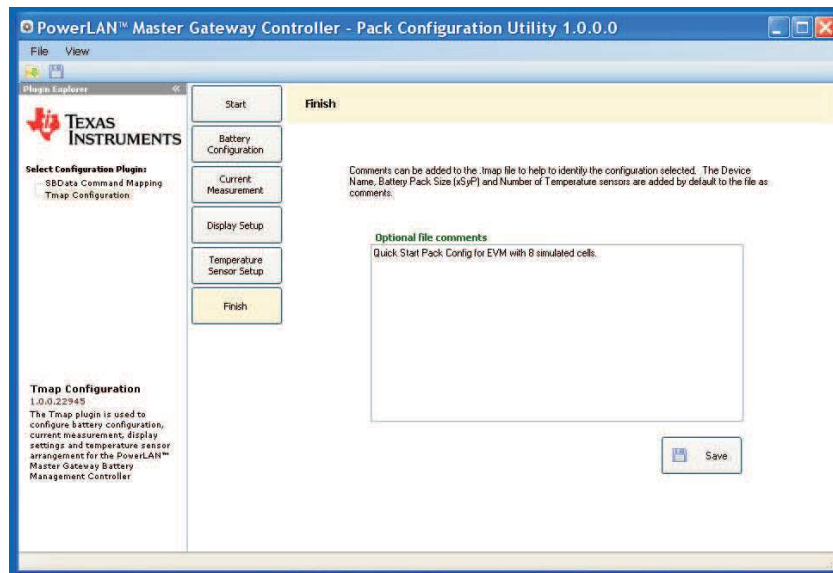 PowerLAN™ Master Gateway Controller - Pack Configuration Utility 1.0.0.0
File View
Plugin Explorer «
TEXAS
INSTRUMENTS
Select Configuration Plugin:
SBData Command Mapping
Tmap Configuration
Tmap Configuration
1.0.0.22945
The Tmap plugin is used to
configure battery configuration,
current measurement, display
settings and temperature sensor
arrangement for the PowerLAN™
Master Gateway Battery
Management Controller
Start
Battery
Configuration
Current
Measurement
Display Setup
Temperature
Sensor Setup
Finish
Finish
Comments can be added to the .tmap file to help to identify the configuration selected. The Device
Name, Battery Pack Size (xSyP) and Number of Temperature sensors are added by default to the file as
comments.
Optional file comments
Quick Start Pack Config for EVM with 8 simulated cells.
Save